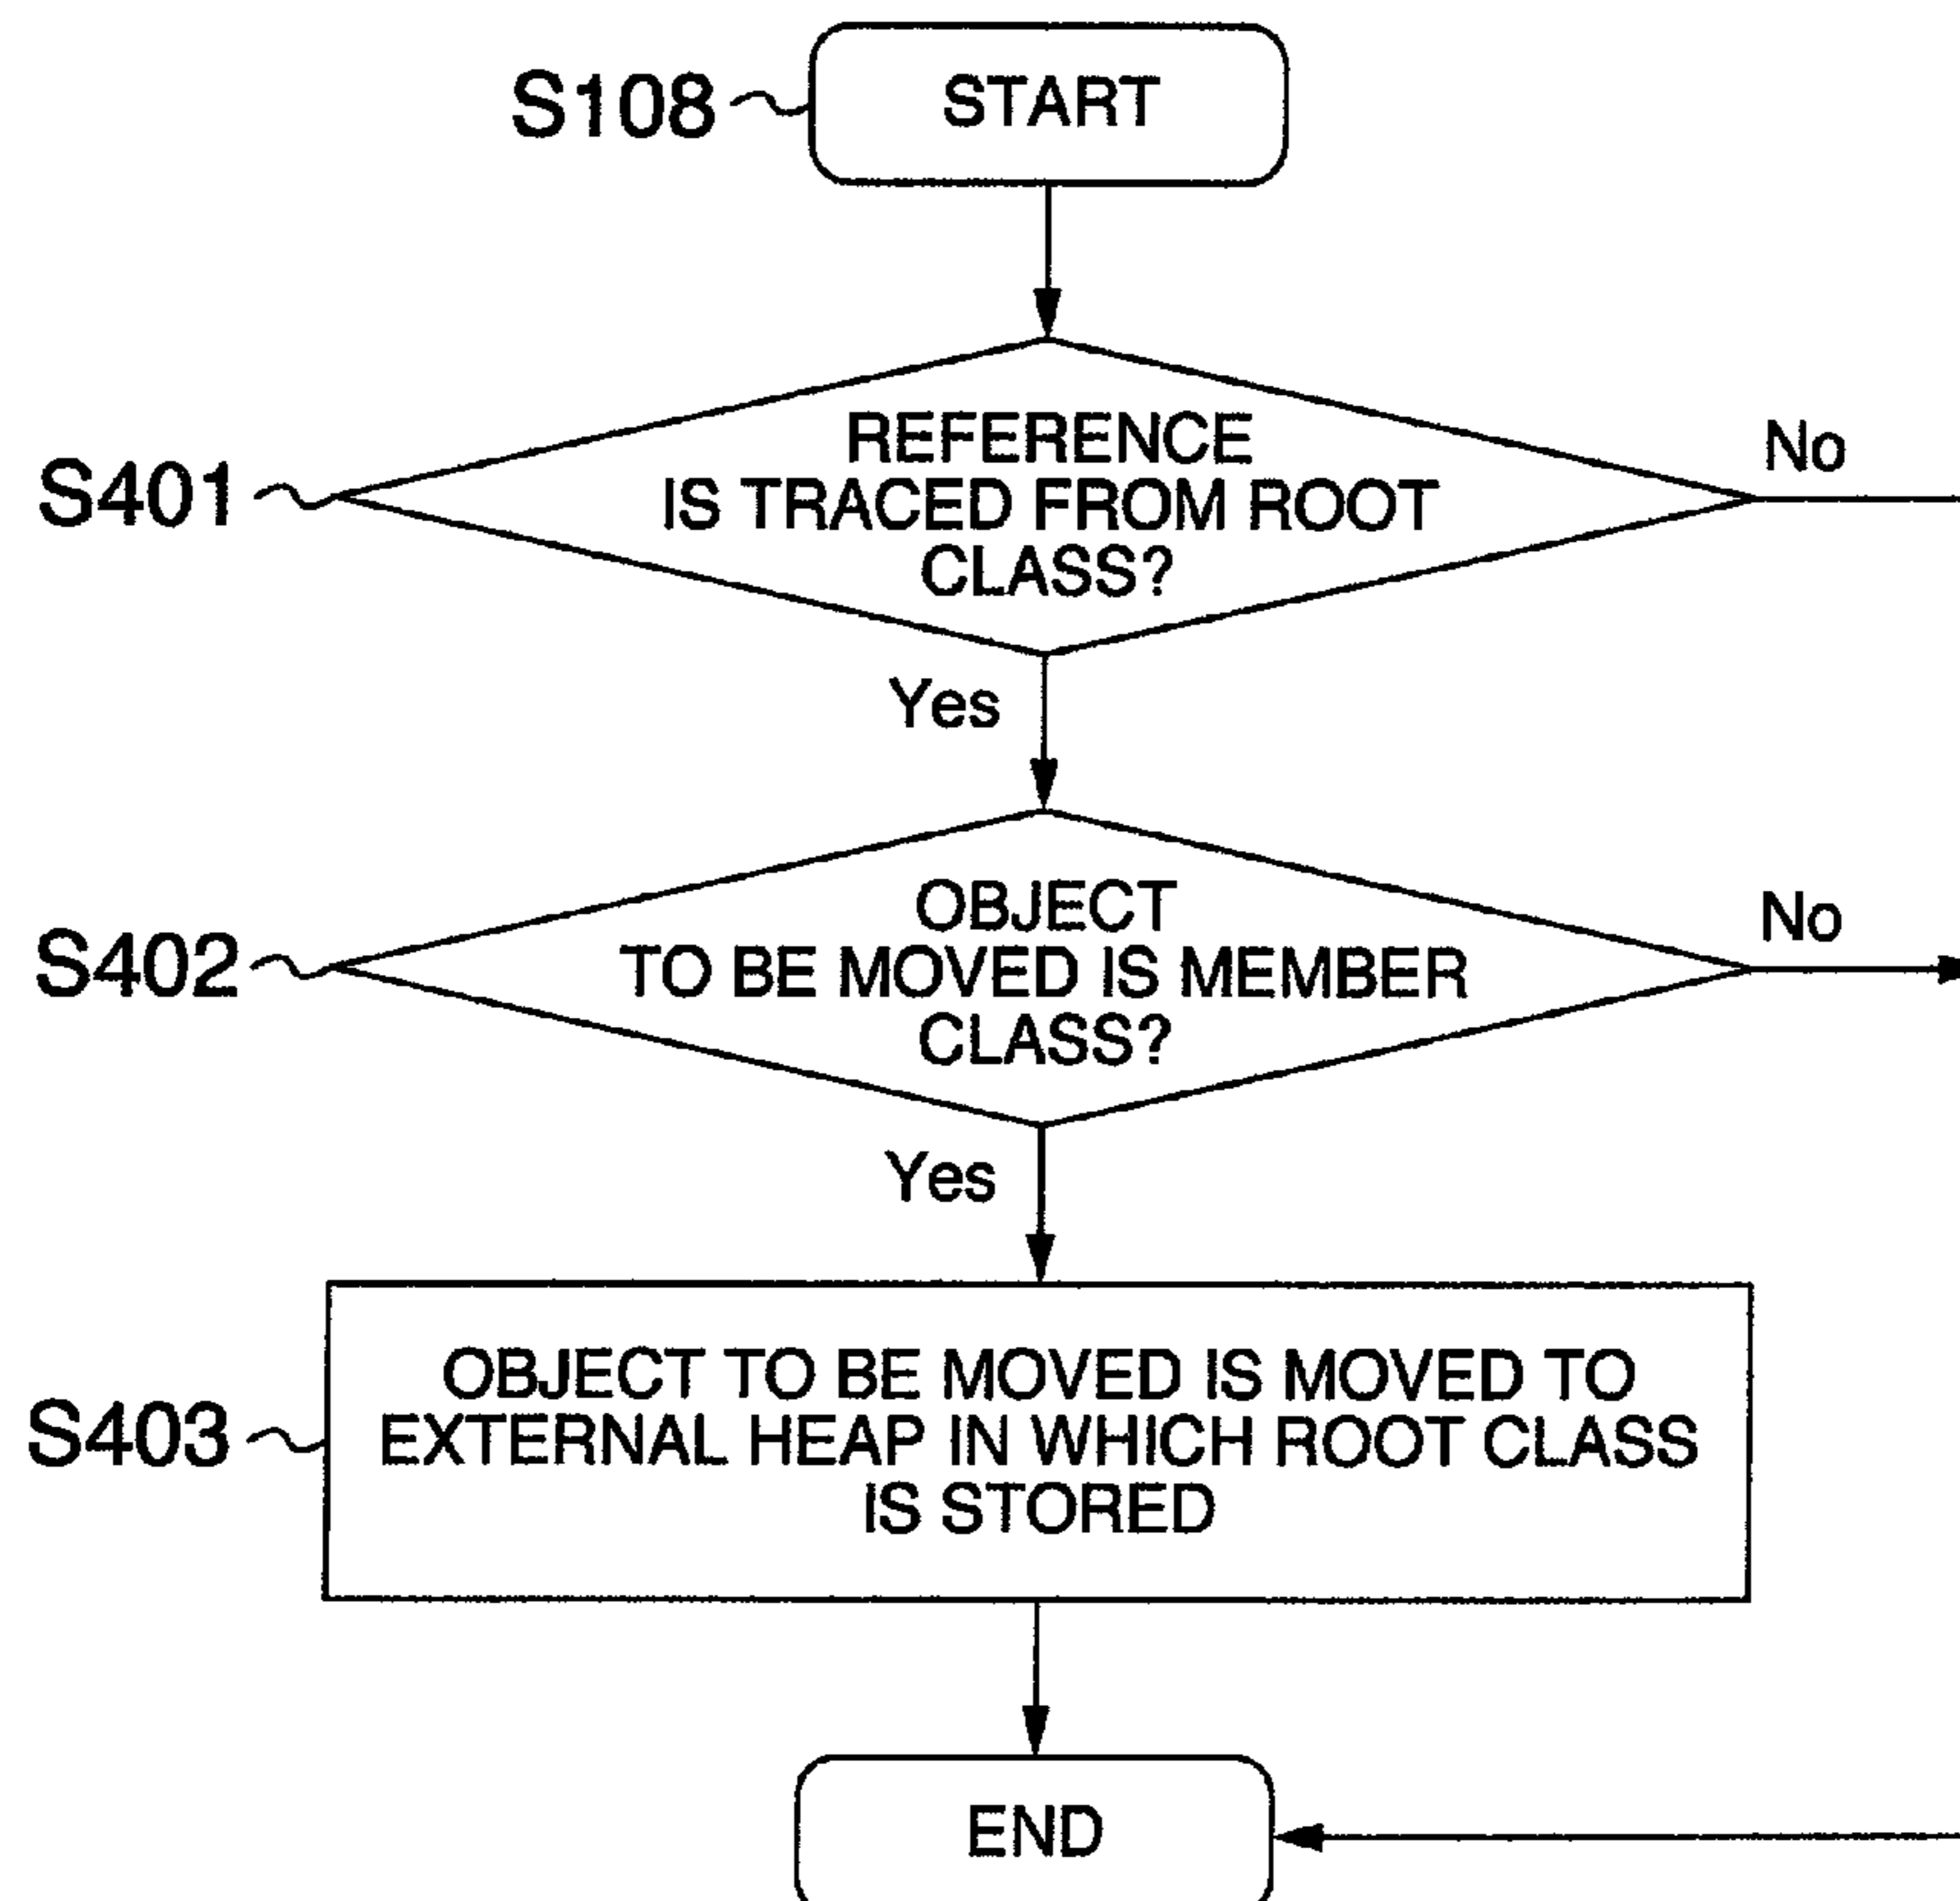 S108
START
REFERENCE
IS TRACED FROM ROOT
CLASS?
S401
No
Yes
OBJECT
TO BE MOVED IS MEMBER
CLASS?
S402
No
Yes
OBJECT TO BE MOVED IS MOVED TO
EXTERNAL HEAP IN WHICH ROOT CLASS
IS STORED
S403
END